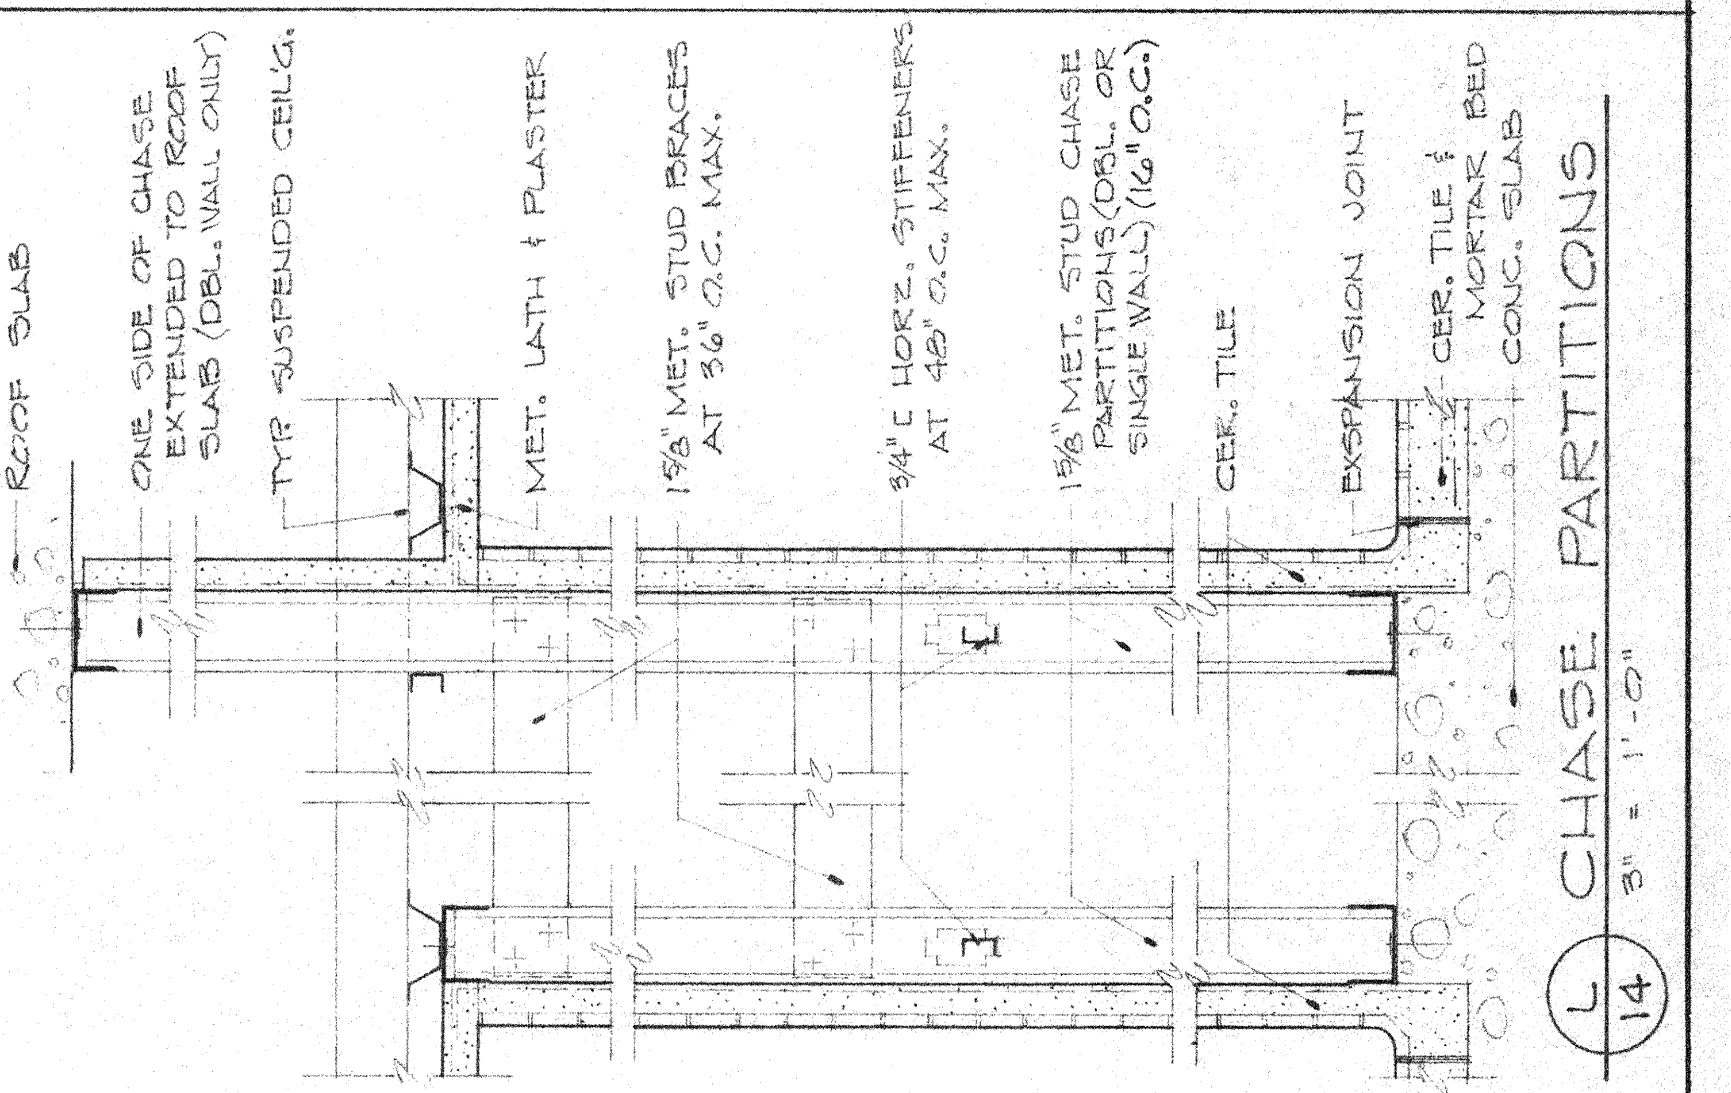 ROOF SLAB
ONE SIDE OF CHASE
EXTENDED TO ROOF
SLAB (DBL. WALL ONLY)
TYP. SUSPENDED CEIL'G.
MET. LATH & PLASTER
1 5/8" MET. STUD BRACES
AT 36" O.C. MAX.
3/4" [ HORZ. STIFFENERS
AT 48" O.C. MAX.
1 5/8" MET. STUD CHASE
PARTITIONS (DBL. OR
SINGLE WALL) (16" O.C.)
CER. TILE
EXSPANSION JOINT
CER. TILE &
MORTAR BED
CONC. SLAB
L
14
CHASE PARTITIONS
3" = 1'-0"